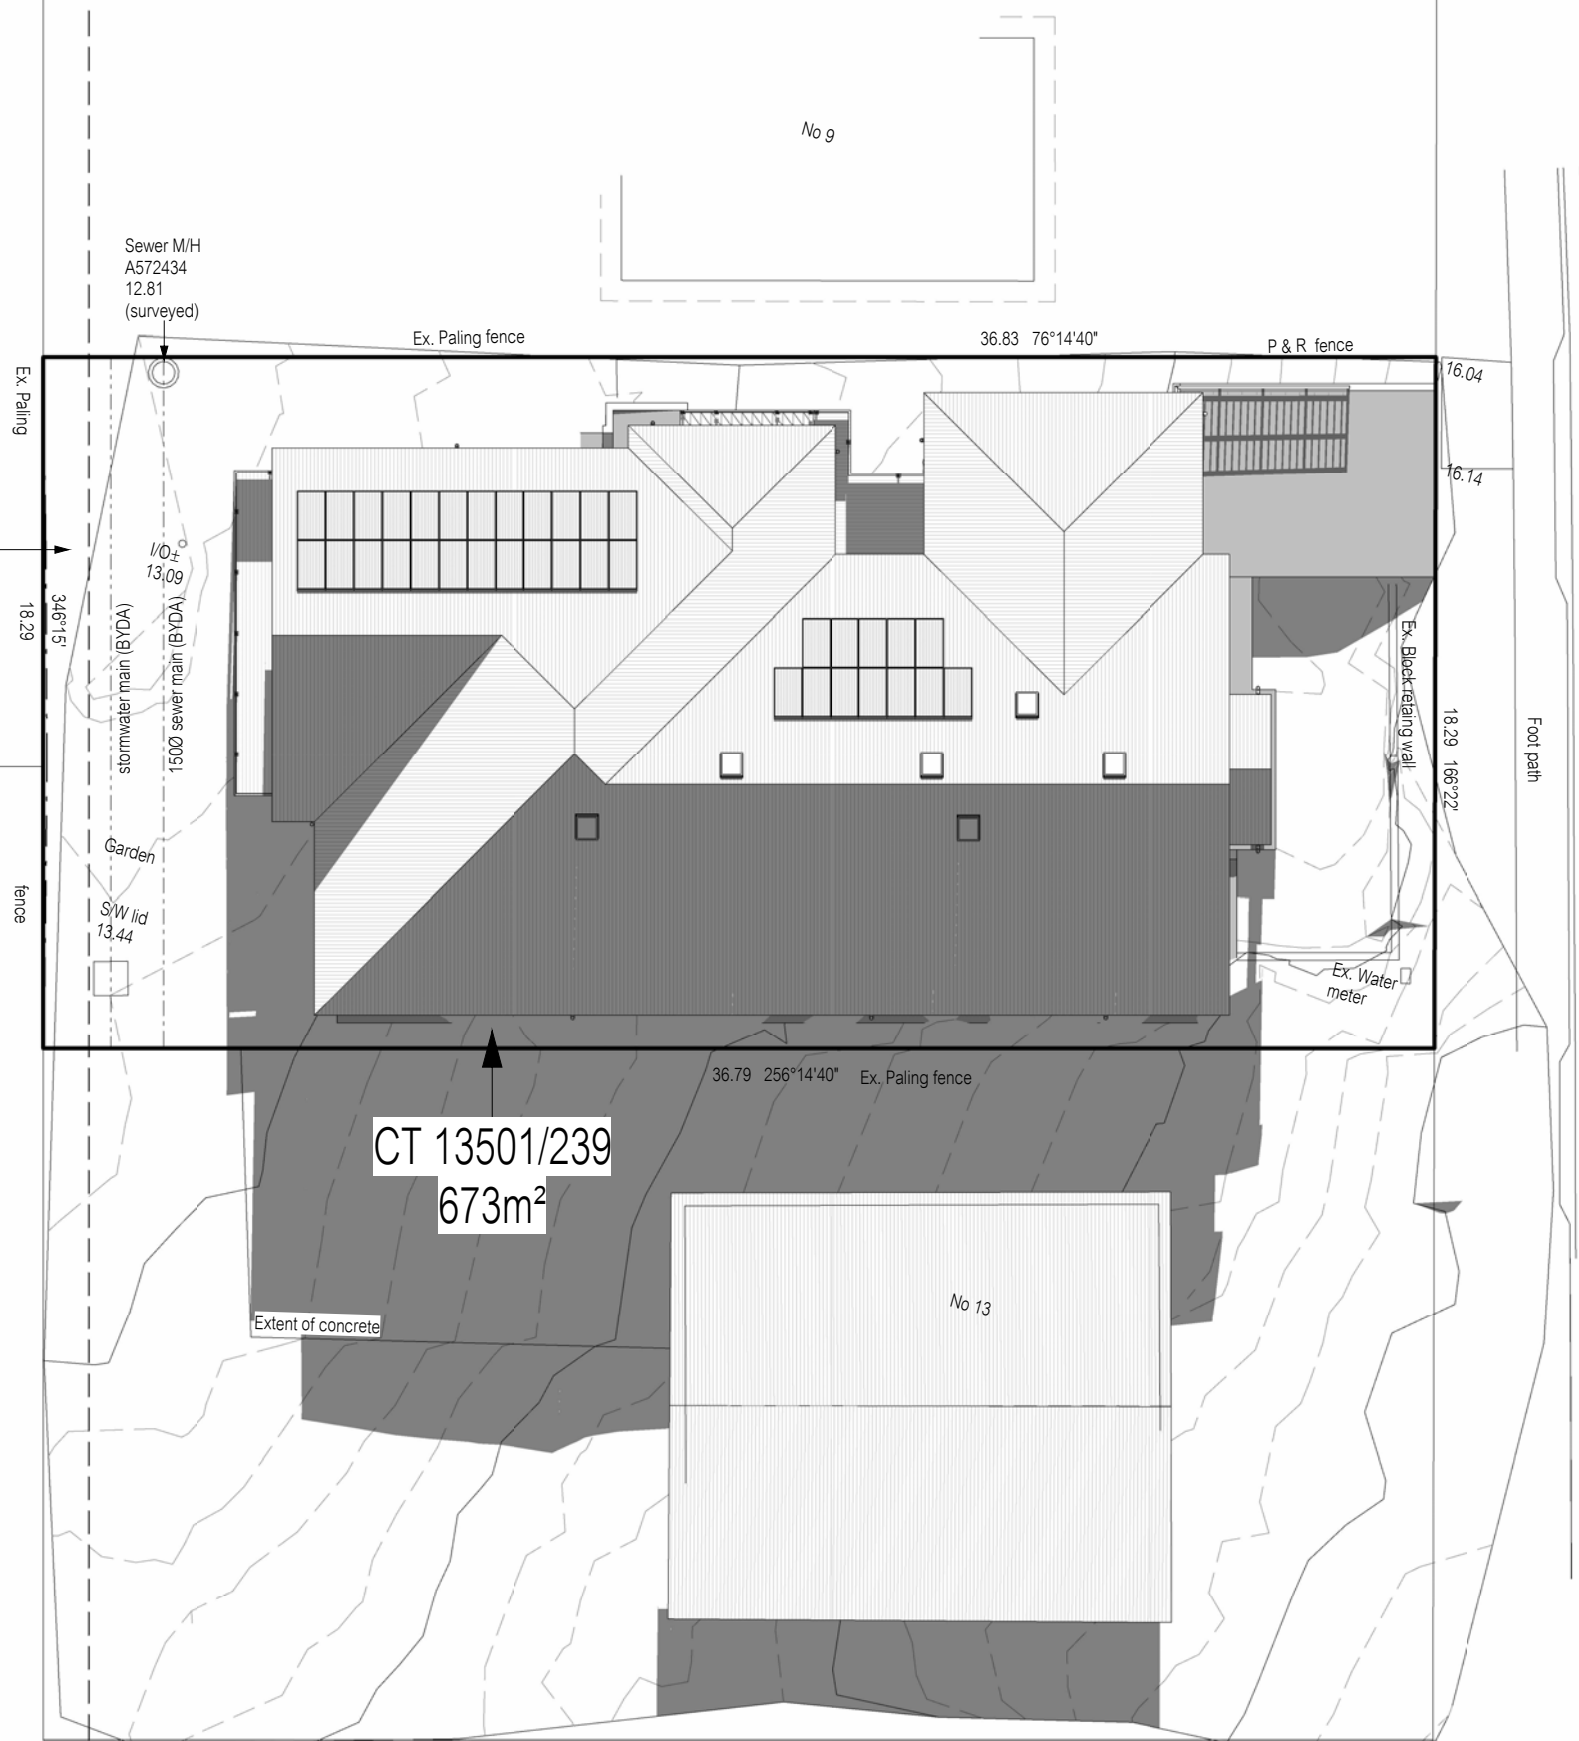 No 9
Sewer M/H
A572434
12.81
(surveyed)
Ex. Paling fence
36.83 76°14'40"
P & R fence
16.04
16.14
Ex. Paling
fence
18.29
346°15'
I/O±
13.09
stormwater main (BYDA)
150Ø sewer main (BYDA)
Garden
S/W lid
13.44
Ex. Block retaing wall
18.29 166°22'
Foot path
Ex. Water
meter
36.79 256°14'40"
Ex. Paling fence
CT 13501/239
673m²
Extent of concrete
No 13